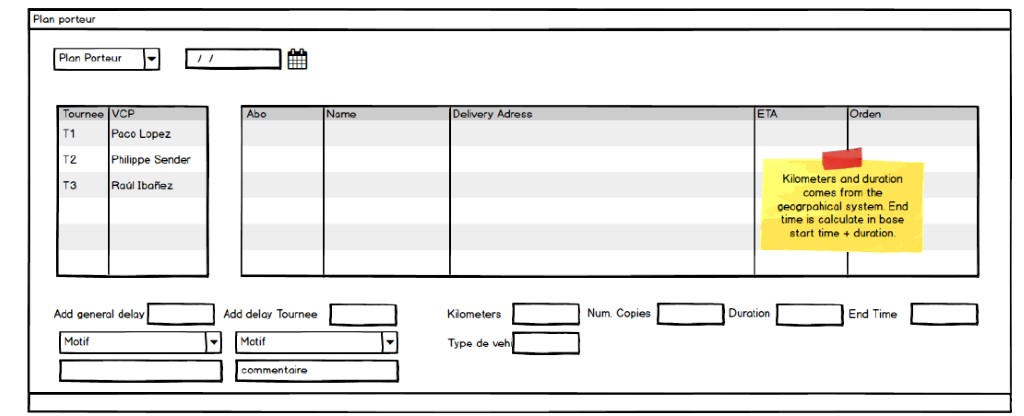 Plan porteur
Plan Porteur / /
Tournee VCP Abo Name Delivery Adress ETA Orden
T1 Paco Lopez
T2 Philippe Sender
T3 Raúl Ibañez
Kilometers and duration
comes from the
geogrpahical system. End
time is calculate in base
start time + duration.
Add general delay Add delay Tournee Kilometers Num. Copies Duration End Time
Motif Motif Type de vehi
commentaire